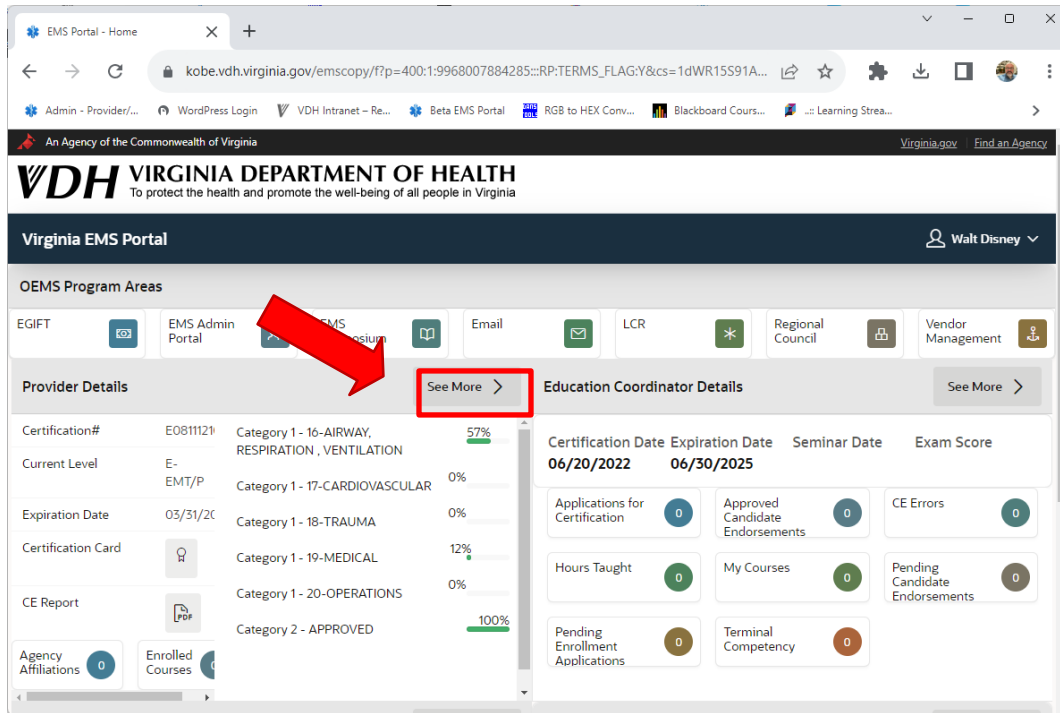 EMS Portal - Home
kobe.vdh.virginia.gov/emscopy/f?p=400:1:9968007884285:::RP:TERMS_FLAG:Y&cs=1dWR15S91A...
Admin - Provider/... WordPress Login VDH Intranet – Re... Beta EMS Portal RGB to HEX Conv... Blackboard Cours... ..:: Learning Strea...
An Agency of the Commonwealth of Virginia Virginia.gov Find an Agency
VDH VIRGINIA DEPARTMENT OF HEALTH
To protect the health and promote the well-being of all people in Virginia
Virginia EMS Portal Walt Disney
OEMS Program Areas
EGIFT
EMS Admin
Portal
EMS
Email
LCR
Regional
Council
Vendor
Management
Provider Details See More
Certification# E0811121
Current Level E-
EMT/P
Expiration Date 03/31/20
Certification Card
CE Report
PDF
Agency
Affiliations 0
Enrolled
Courses
Category 1 - 16-AIRWAY, 57%
RESPIRATION , VENTILATION
Category 1 - 17-CARDIOVASCULAR 0%
Category 1 - 18-TRAUMA 0%
Category 1 - 19-MEDICAL 12%
Category 1 - 20-OPERATIONS 0%
Category 2 - APPROVED 100%
Education Coordinator Details See More
Certification Date Expiration Date Seminar Date Exam Score
06/20/2022 06/30/2025
Applications for
Certification 0
Approved
Candidate
Endorsements 0
CE Errors 0
Hours Taught 0
My Courses 0
Pending
Candidate
Endorsements 0
Pending
Enrollment
Applications 0
Terminal
Competency 0